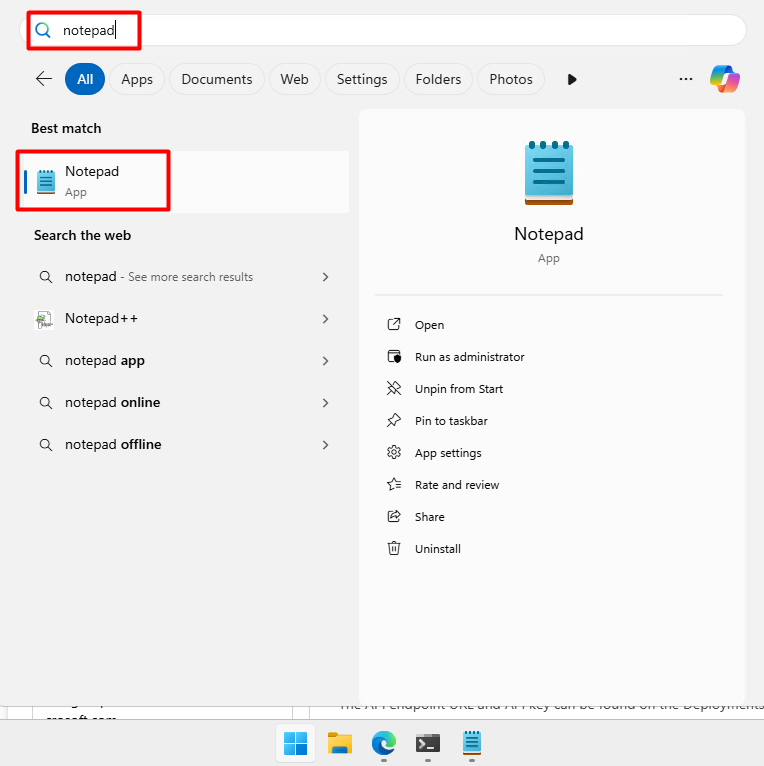 notepad
All Apps Documents Web Settings Folders Photos
Best match
Notepad
App
Search the web
notepad - See more search results
Notepad++
notepad app
notepad online
notepad offline
Notepad
App
Open
Run as administrator
Unpin from Start
Pin to taskbar
App settings
Rate and review
Share
Uninstall
The API endpoint URL and API key can be found on the Deployments
crosoft.com